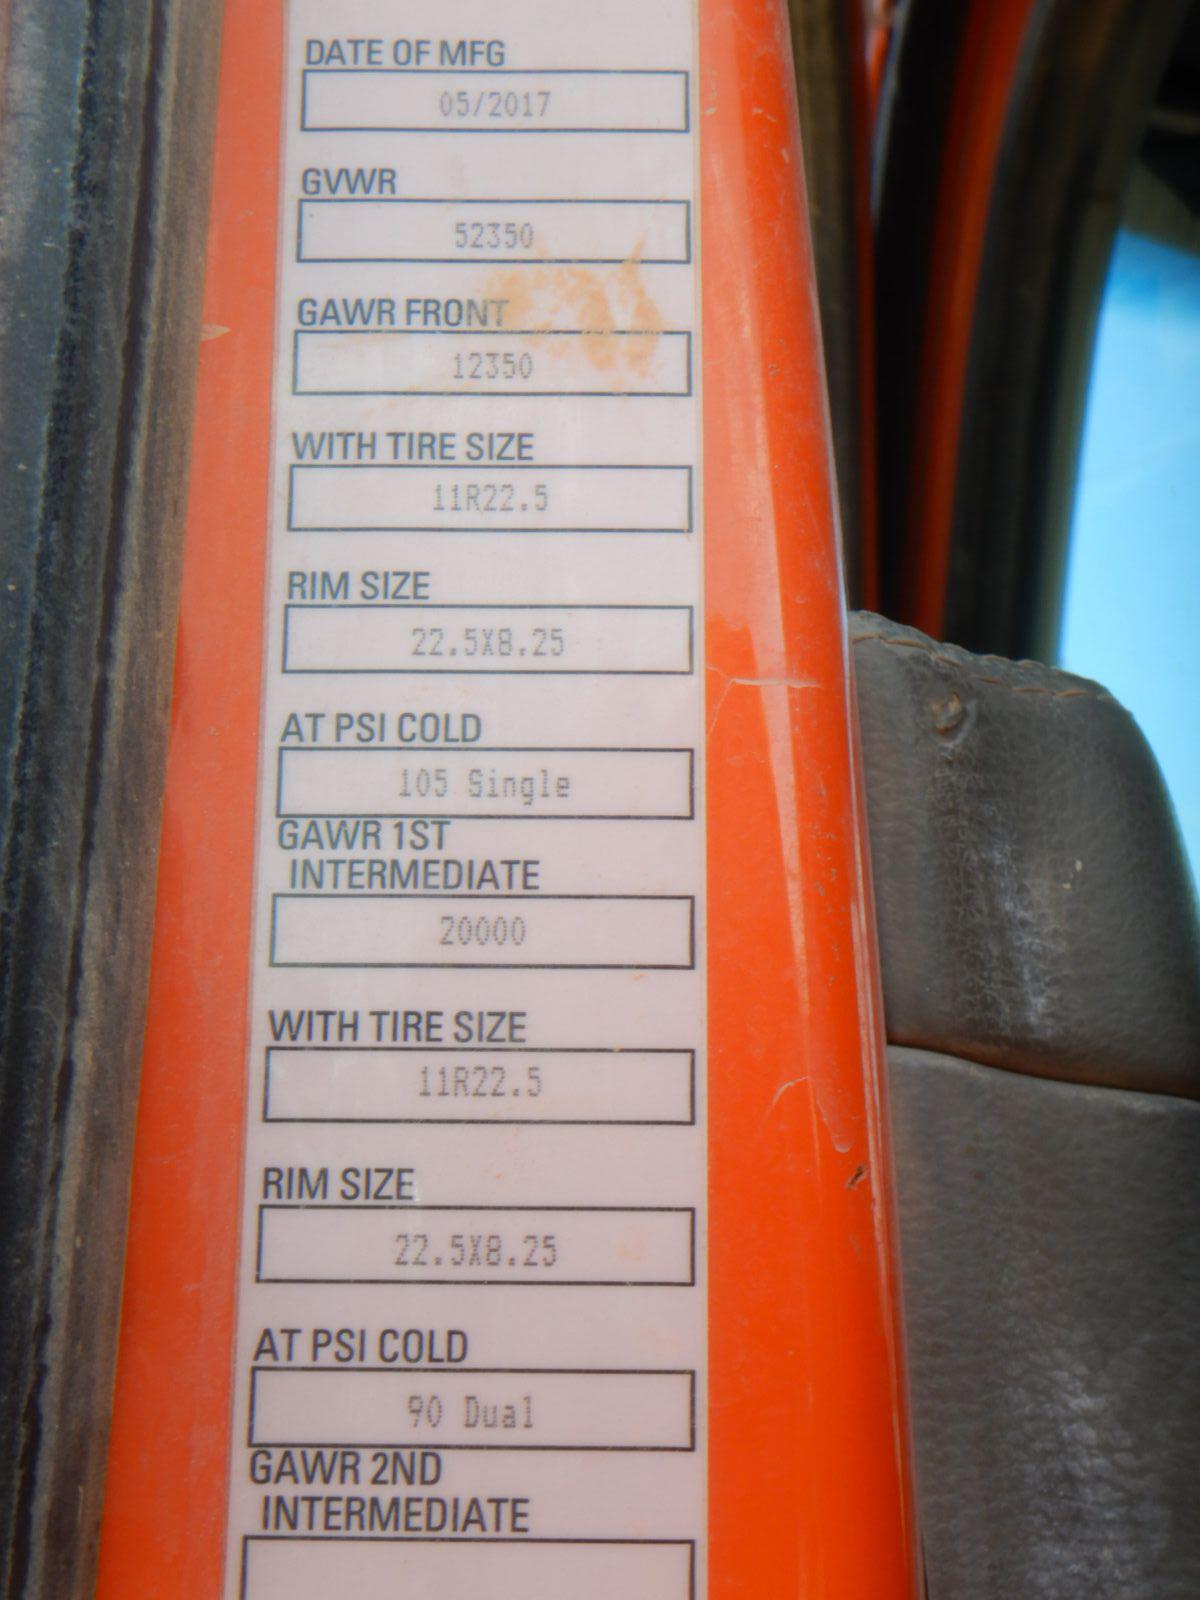 DATE OF MFG
05/2017
GVWR
52350
GAWR FRONT
12350
WITH TIRE SIZE
11R22.5
RIM SIZE
22.5X8.25
AT PSI COLD
105 Single
GAWR 1ST
INTERMEDIATE
20000
WITH TIRE SIZE
11R22.5
RIM SIZE
22.5X8.25
AT PSI COLD
90 Dual
GAWR 2ND
INTERMEDIATE